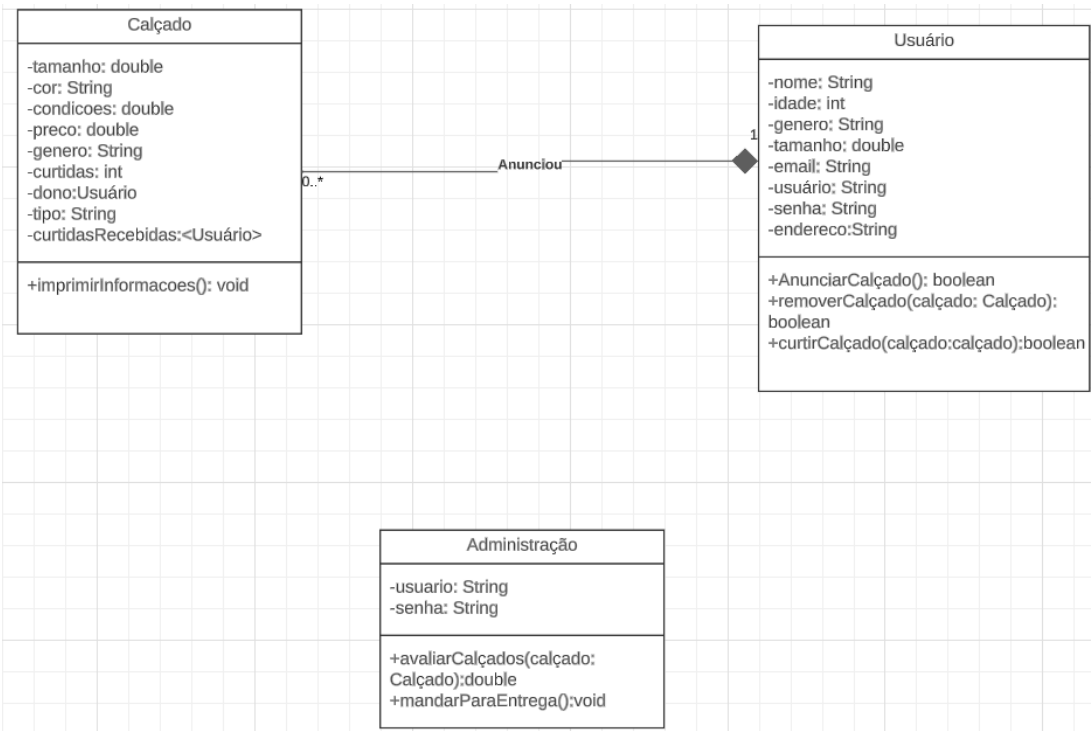 Calçado
-tamanho: double
-cor: String
-condicoes: double
-preco: double
-genero: String
-curtidas: int
-dono:Usuário
-tipo: String
-curtidasRecebidas:<Usuário>
+imprimirInformacoes(): void
0..*
Anunciou
1
Usuário
-nome: String
-idade: int
-genero: String
-tamanho: double
-email: String
-usuário: String
-senha: String
-endereco:String
+AnunciarCalçado(): boolean
+removerCalçado(calçado: Calçado):
boolean
+curtirCalçado(calçado:calçado):boolean
Administração
-usuario: String
-senha: String
+avaliarCalçados(calçado:
Calçado):double
+mandarParaEntrega():void